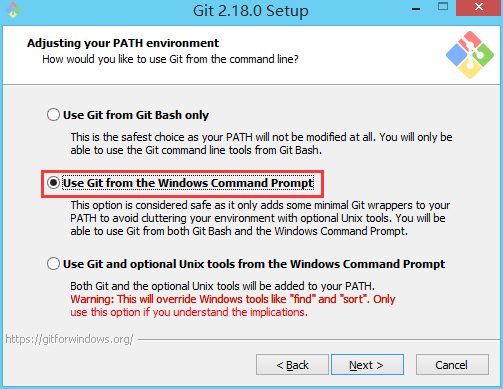 Git 2.18.0 Setup
Adjusting your PATH environment
How would you like to use Git from the command line?
Use Git from Git Bash only
This is the safest choice as your PATH will not be modified at all. You will only be
able to use the Git command line tools from Git Bash.
Use Git from the Windows Command Prompt
This option is considered safe as it only adds some minimal Git wrappers to your
PATH to avoid cluttering your environment with optional Unix tools. You will be
able to use Git from both Git Bash and the Windows Command Prompt.
Use Git and optional Unix tools from the Windows Command Prompt
Both Git and the optional Unix tools will be added to your PATH.
Warning: This will override Windows tools like "find" and "sort". Only
use this option if you understand the implications.
https://gitforwindows.org/
< Back
Next >
Cancel